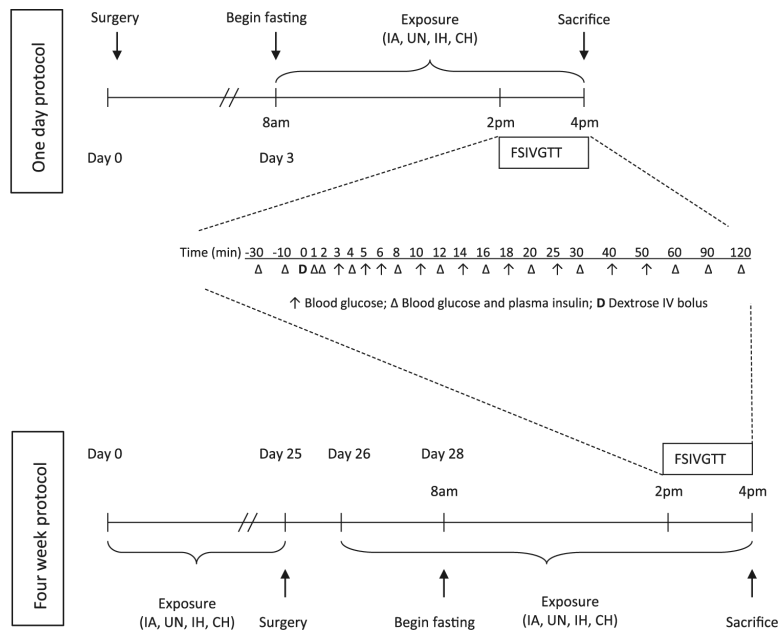 One day protocol
Surgery
Begin fasting
Exposure
(IA, UN, IH, CH)
Sacrifice
8am
2pm
4pm
Day 0
Day 3
FSIVGTT
Time (min) -30 -10 0 1 2 3 4 5 6 8 10 12 14 16 18 20 25 30 40 50 60 90 120
Δ Δ D Δ Δ ↑ Δ ↑ ↑ Δ ↑ Δ ↑ Δ ↑ Δ ↑ Δ ↑ ↑ Δ Δ Δ
↑ Blood glucose; Δ Blood glucose and plasma insulin; D Dextrose IV bolus
Four week protocol
Day 0
Day 25
Day 26
Day 28
FSIVGTT
8am
2pm
4pm
Exposure
(IA, UN, IH, CH)
Surgery
Begin fasting
Exposure
(IA, UN, IH, CH)
Sacrifice